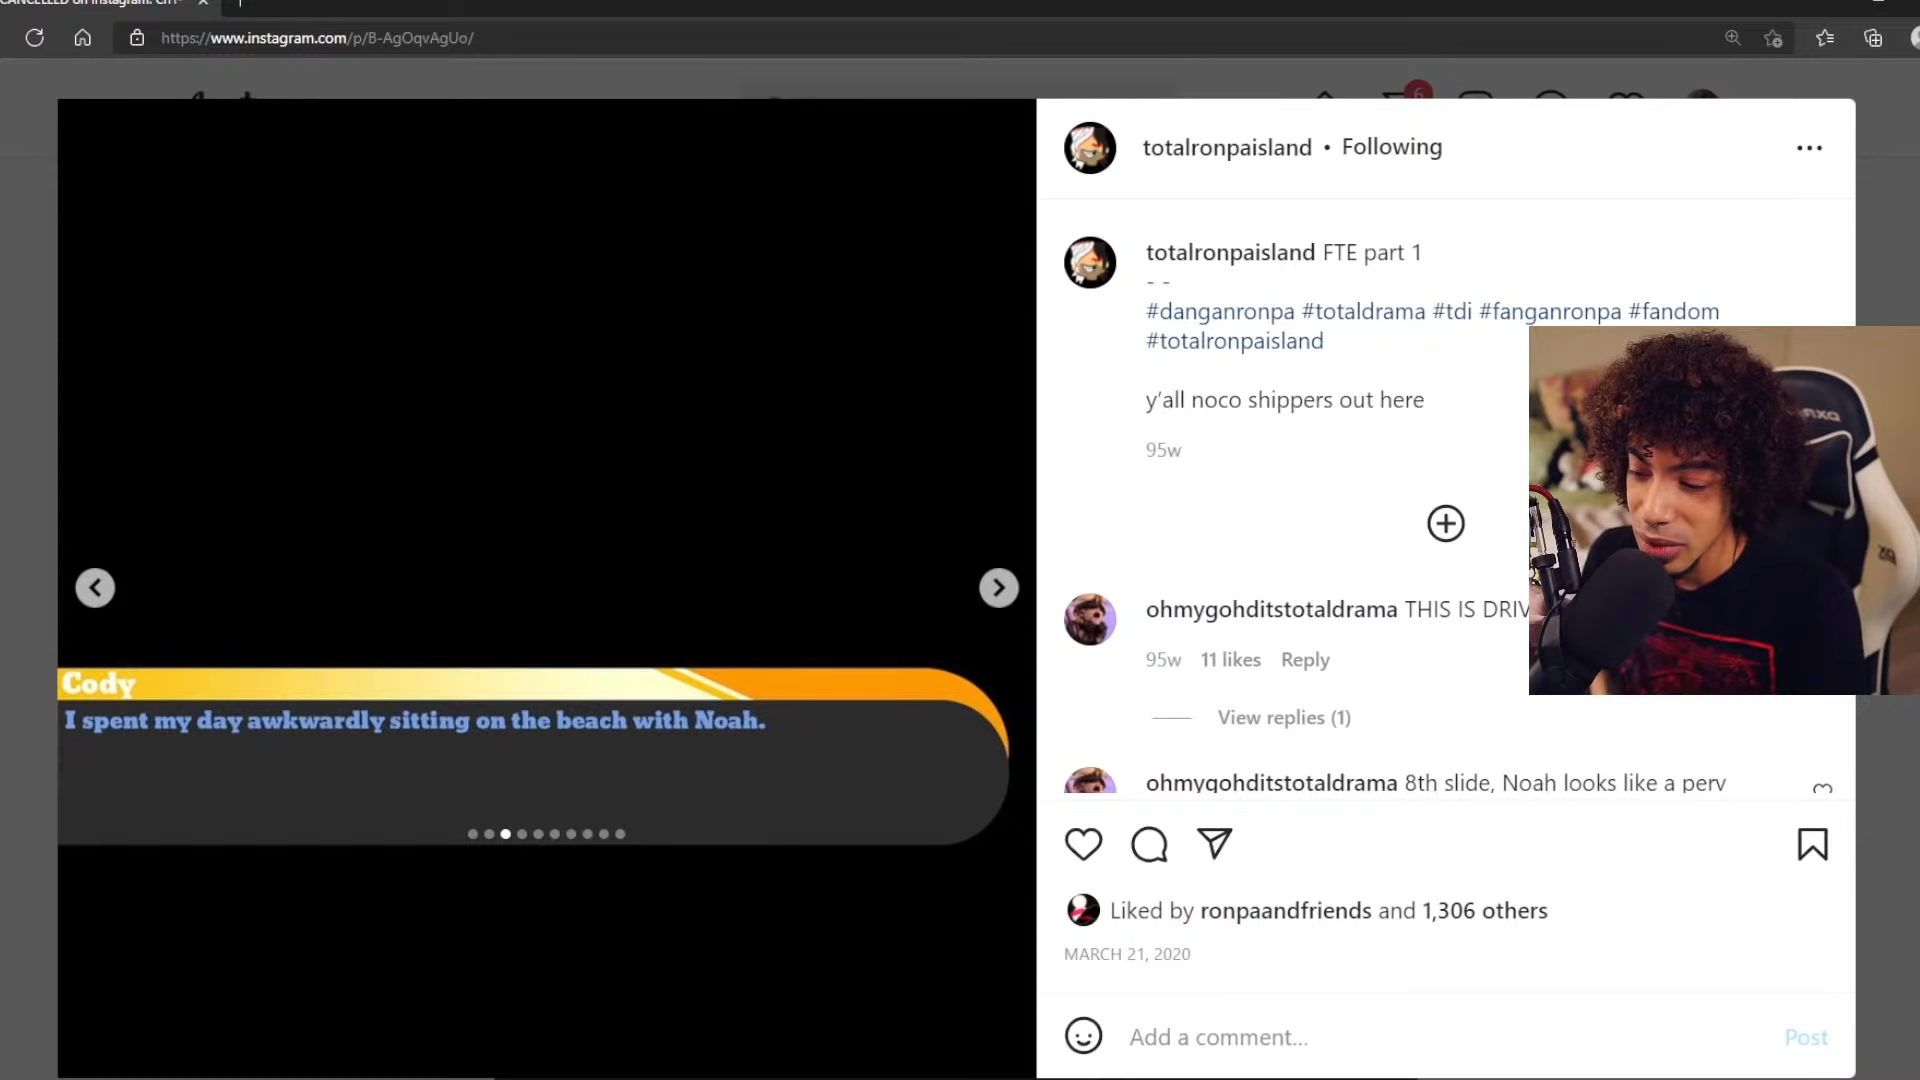 https://www.instagram.com/p/B-AgOqvAgUo/
6
totalronpaisland • Following
totalronpaisland FTE part 1
- -
#danganronpa #totaldrama #tdi #fanganronpa #fandom
#totalronpaisland
y'all noco shippers out here
95w
ohmygohditstotaldrama THIS IS DRIV
95w 11 likes Reply
View replies (1)
ohmygohditstotaldrama 8th slide, Noah looks like a perv
Cody
I spent my day awkwardly sitting on the beach with Noah.
Liked by ronpaandfriends and 1,306 others
MARCH 21, 2020
Add a comment...
Post